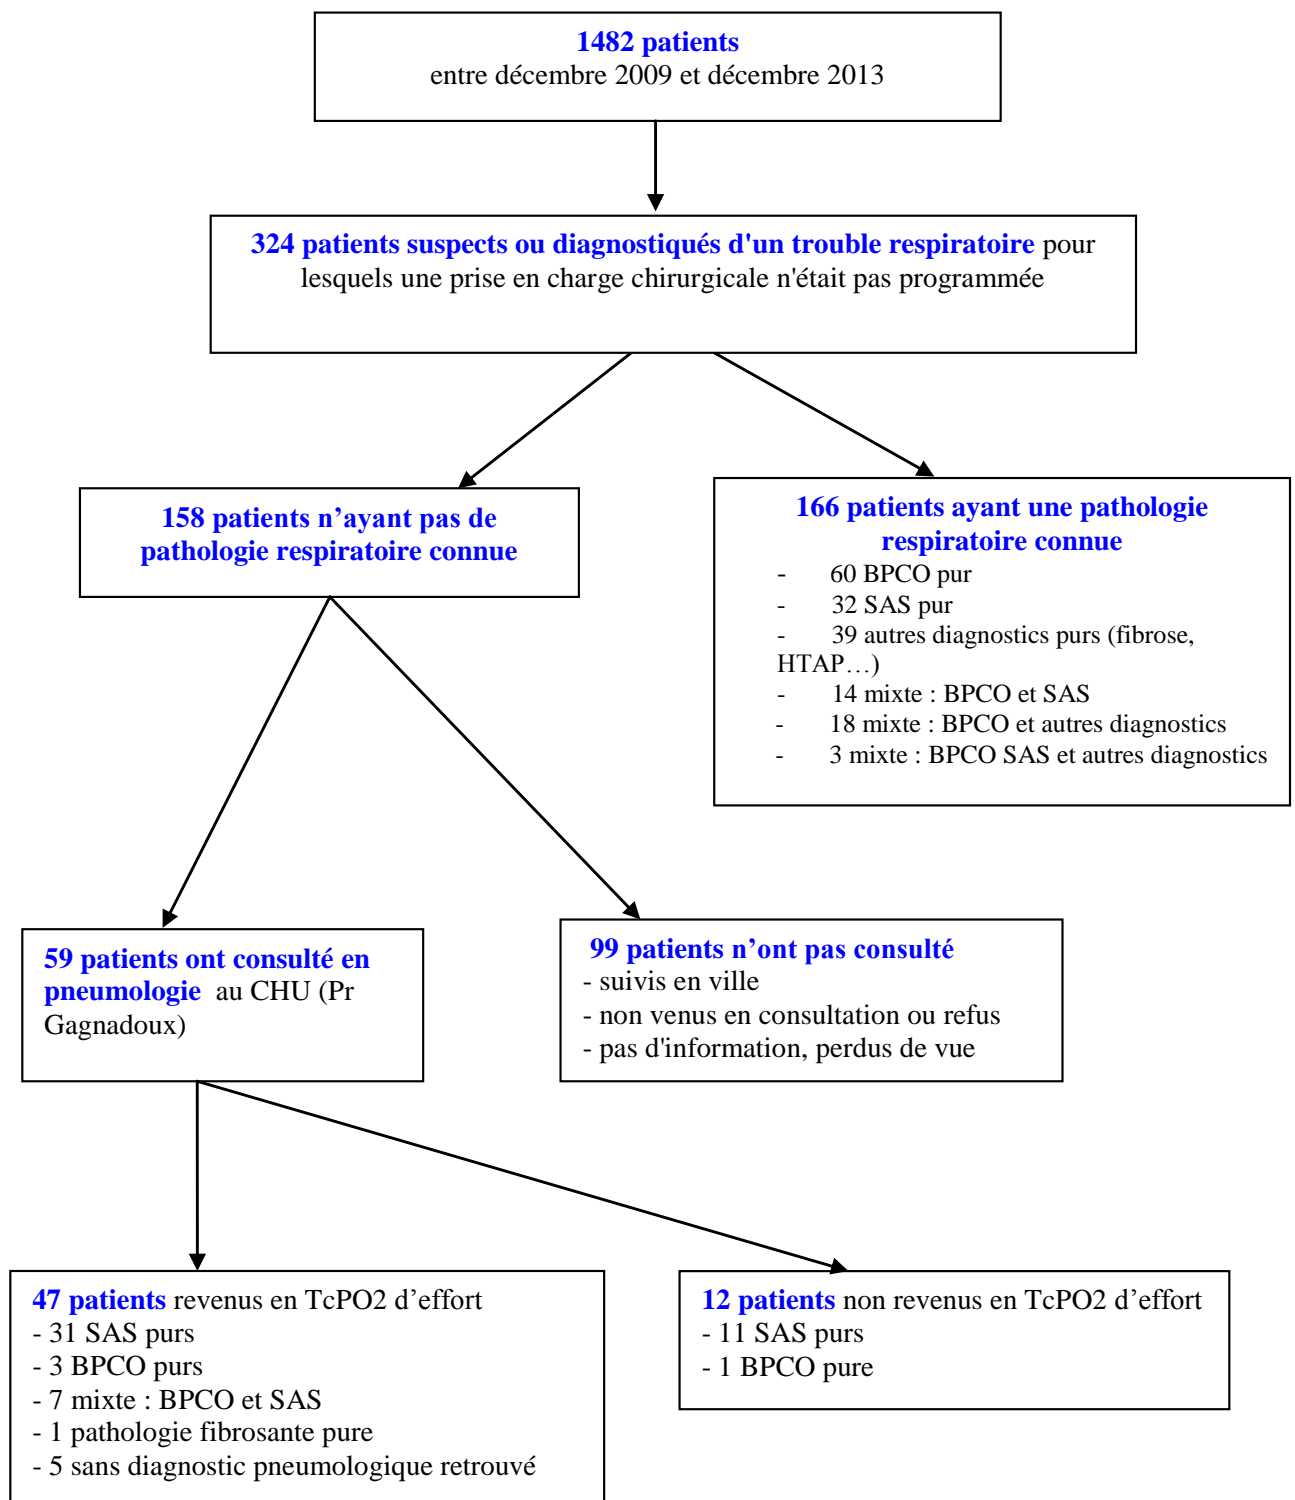 1482 patients
entre décembre 2009 et décembre 2013
324 patients suspects ou diagnostiqués d'un trouble respiratoire pour
lesquels une prise en charge chirurgicale n'était pas programmée
158 patients n’ayant pas de
pathologie respiratoire connue
166 patients ayant une pathologie
respiratoire connue
- 60 BPCO pur
- 32 SAS pur
- 39 autres diagnostics purs (fibrose,
HTAP…)
- 14 mixte : BPCO et SAS
- 18 mixte : BPCO et autres diagnostics
- 3 mixte : BPCO SAS et autres diagnostics
59 patients ont consulté en
pneumologie au CHU (Pr
Gagnadoux)
99 patients n’ont pas consulté
- suivis en ville
- non venus en consultation ou refus
- pas d'information, perdus de vue
47 patients revenus en TcPO2 d’effort
- 31 SAS purs
- 3 BPCO purs
- 7 mixte : BPCO et SAS
- 1 pathologie fibrosante pure
- 5 sans diagnostic pneumologique retrouvé
12 patients non revenus en TcPO2 d’effort
- 11 SAS purs
- 1 BPCO pure